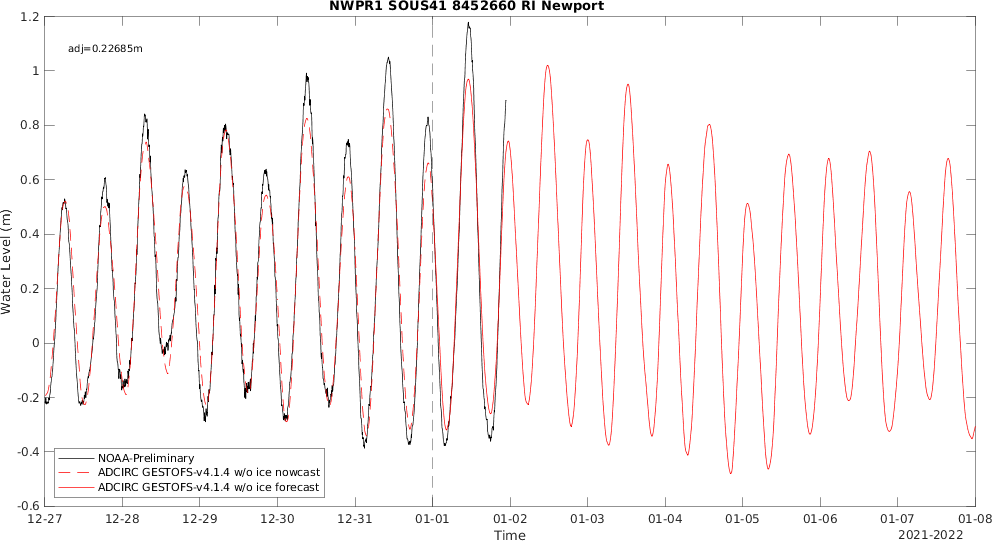 NWPR1 SOUS41 8452660 RI Newport
1.2
adj=0.22685m
1
0.8
0.6
0.4
0.2
0
-0.2
-0.4
-0.6
Water Level (m)
NOAA-Preliminary
ADCIRC GESTOFS-v4.1.4 w/o ice nowcast
ADCIRC GESTOFS-v4.1.4 w/o ice forecast
12-27 12-28 12-29 12-30 12-31 01-01 01-02 01-03 01-04 01-05 01-06 01-07 01-08
Time
2021-2022